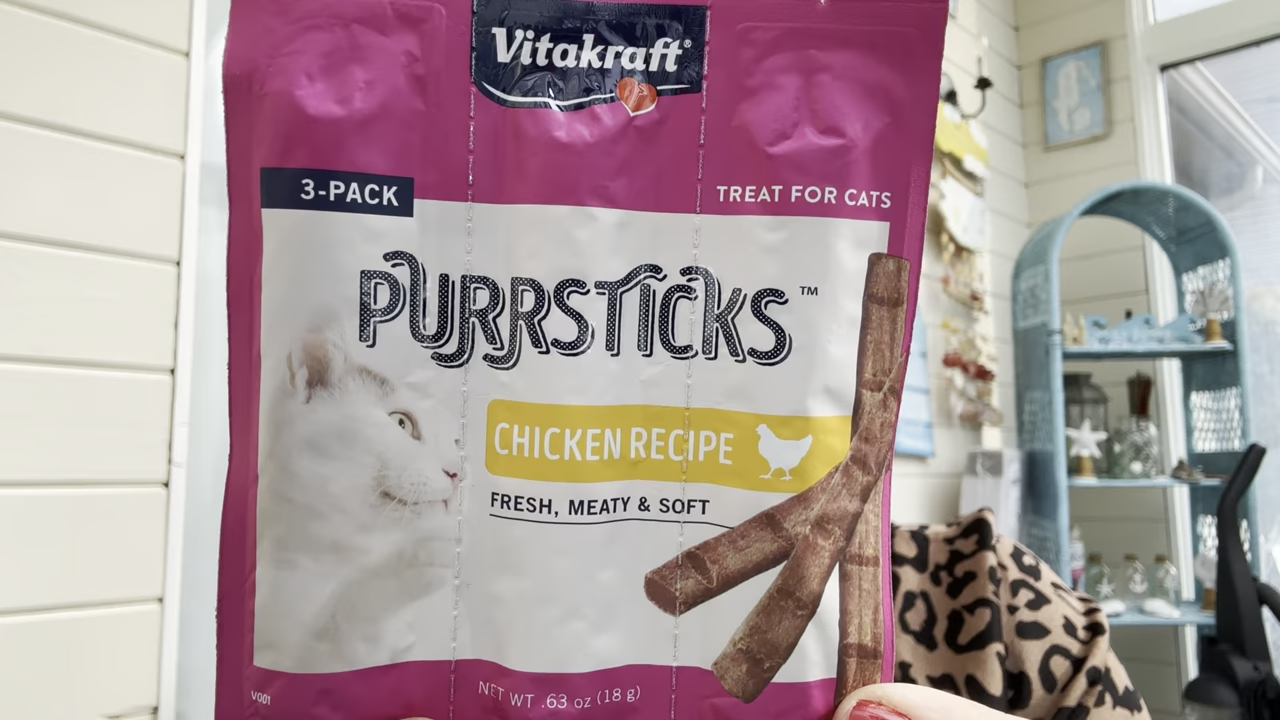 Vitakraft®
3-PACK
TREAT FOR CATS
PURRSTICKS™
CHICKEN RECIPE
FRESH, MEATY & SOFT
V001
NET WT .63 oz (18 g)